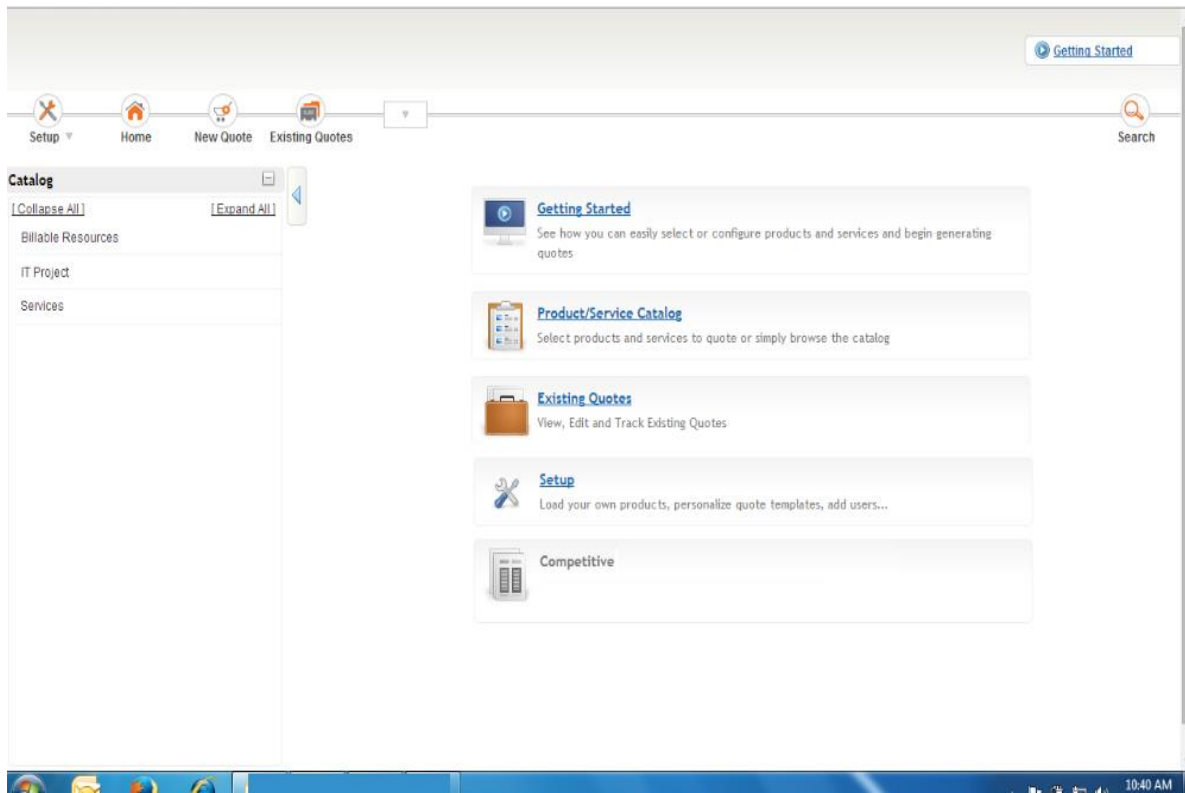 Getting Started
Setup
Home
New Quote
Existing Quotes
Search
Catalog
[Collapse All]
[Expand All]
Billable Resources
IT Project
Services
Getting Started
See how you can easily select or configure products and services and begin generating
quotes
Product/Service Catalog
Select products and services to quote or simply browse the catalog
Existing Quotes
View, Edit and Track Existing Quotes
Setup
Load your own products, personalize quote templates, add users...
Competitive
10:40 AM